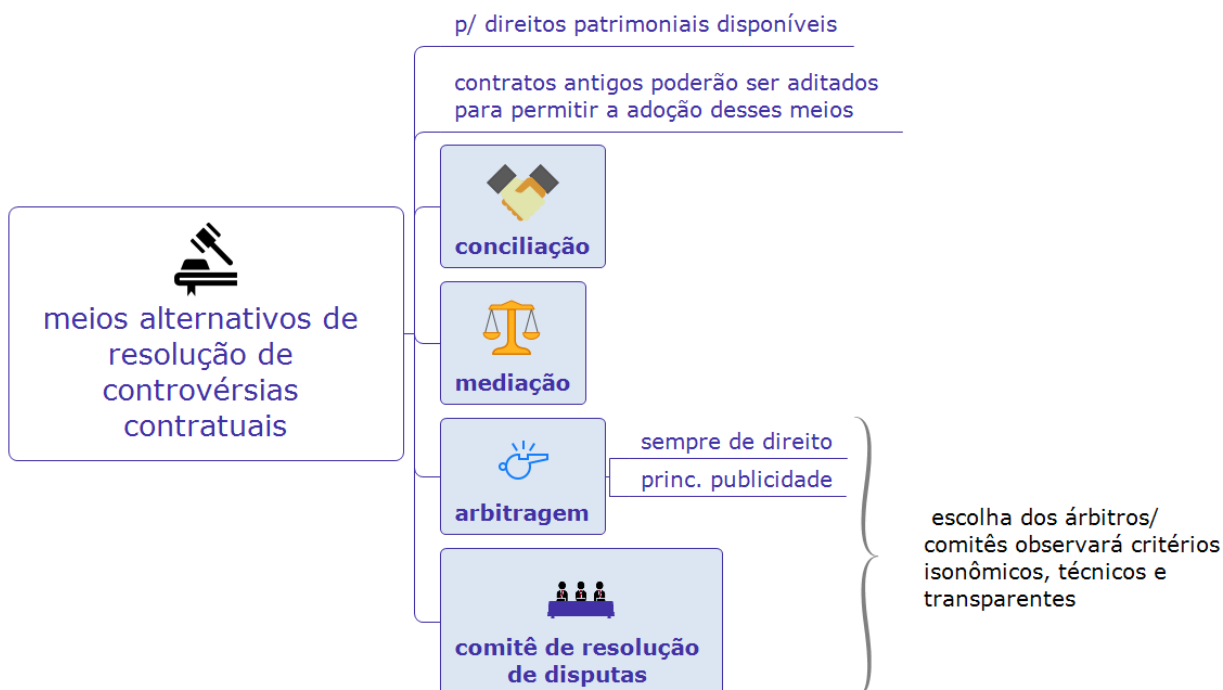 p/ direitos patrimoniais disponíveis
contratos antigos poderão ser aditados
para permitir a adoção desses meios
conciliação
meios alternativos de
resolução de
controvérsias
contratuais
mediação
arbitragem
sempre de direito
princ. publicidade
comitê de resolução
de disputas
escolha dos árbitros/
comitês observará critérios
isonômicos, técnicos e
transparentes